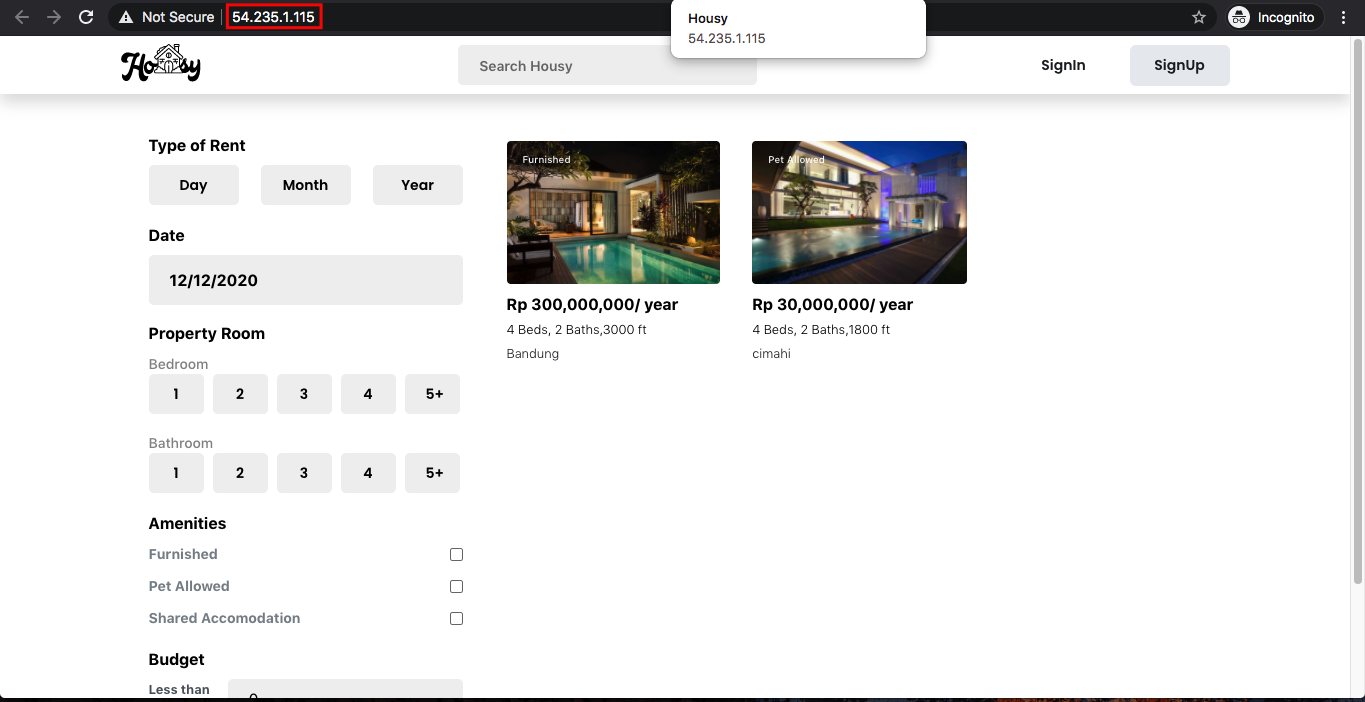 Not Secure | 54.235.1.115
Incognito
Housy
54.235.1.115
Housy
Search Housy
SignIn
SignUp
Type of Rent
Day
Month
Year
Date
12/12/2020
Property Room
Bedroom
1
2
3
4
5+
Bathroom
1
2
3
4
5+
Amenities
Furnished
Pet Allowed
Shared Accomodation
Budget
Less than
Furnished
Rp 300,000,000/ year
4 Beds, 2 Baths,3000 ft
Bandung
Pet Allowed
Rp 30,000,000/ year
4 Beds, 2 Baths,1800 ft
cimahi